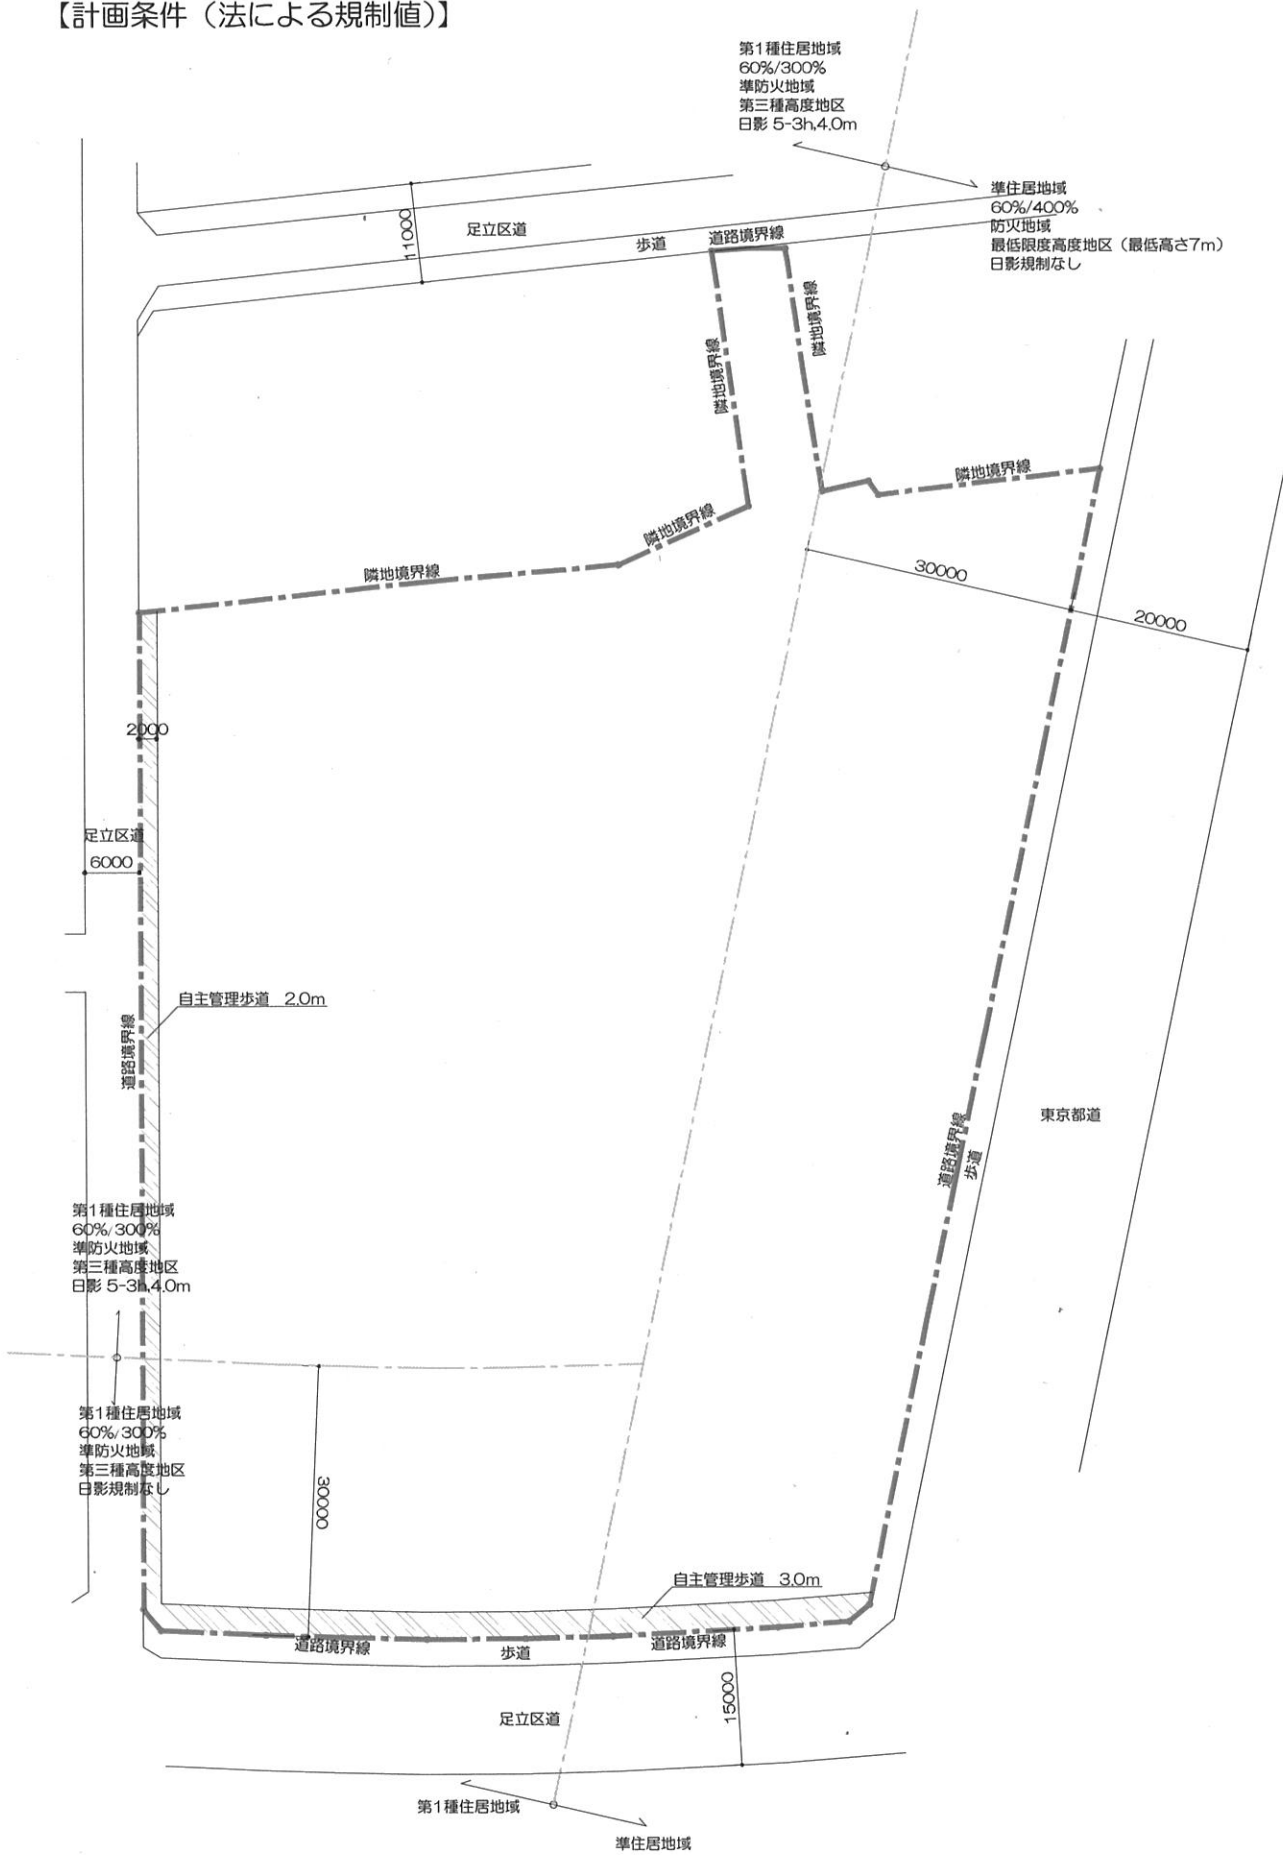 【計画条件(法による規制値)】
第1種住居地域
60%/300%
準防火地域
第三種高度地区
日影 5-3h,4.0m
準住居地域
60%/400%
防火地域
最低限度高度地区(最低高さ7m)
日影規制なし
11000
足立区道
歩道
道路境界線
隣地境界線
隣地境界線
隣地境界線
隣地境界線
隣地境界線
30000
20000
2000
足立区道
6000
自主管理歩道 2.0m
道路境界線
東京都道
道路境界線
歩道
第1種住居地域
60%/300%
準防火地域
第三種高度地区
日影 5-3h,4.0m
第1種住居地域
60%/300%
準防火地域
第三種高度地区
日影規制なし
30000
自主管理歩道 3.0m
道路境界線
歩道
道路境界線
15000
足立区道
第1種住居地域
準住居地域